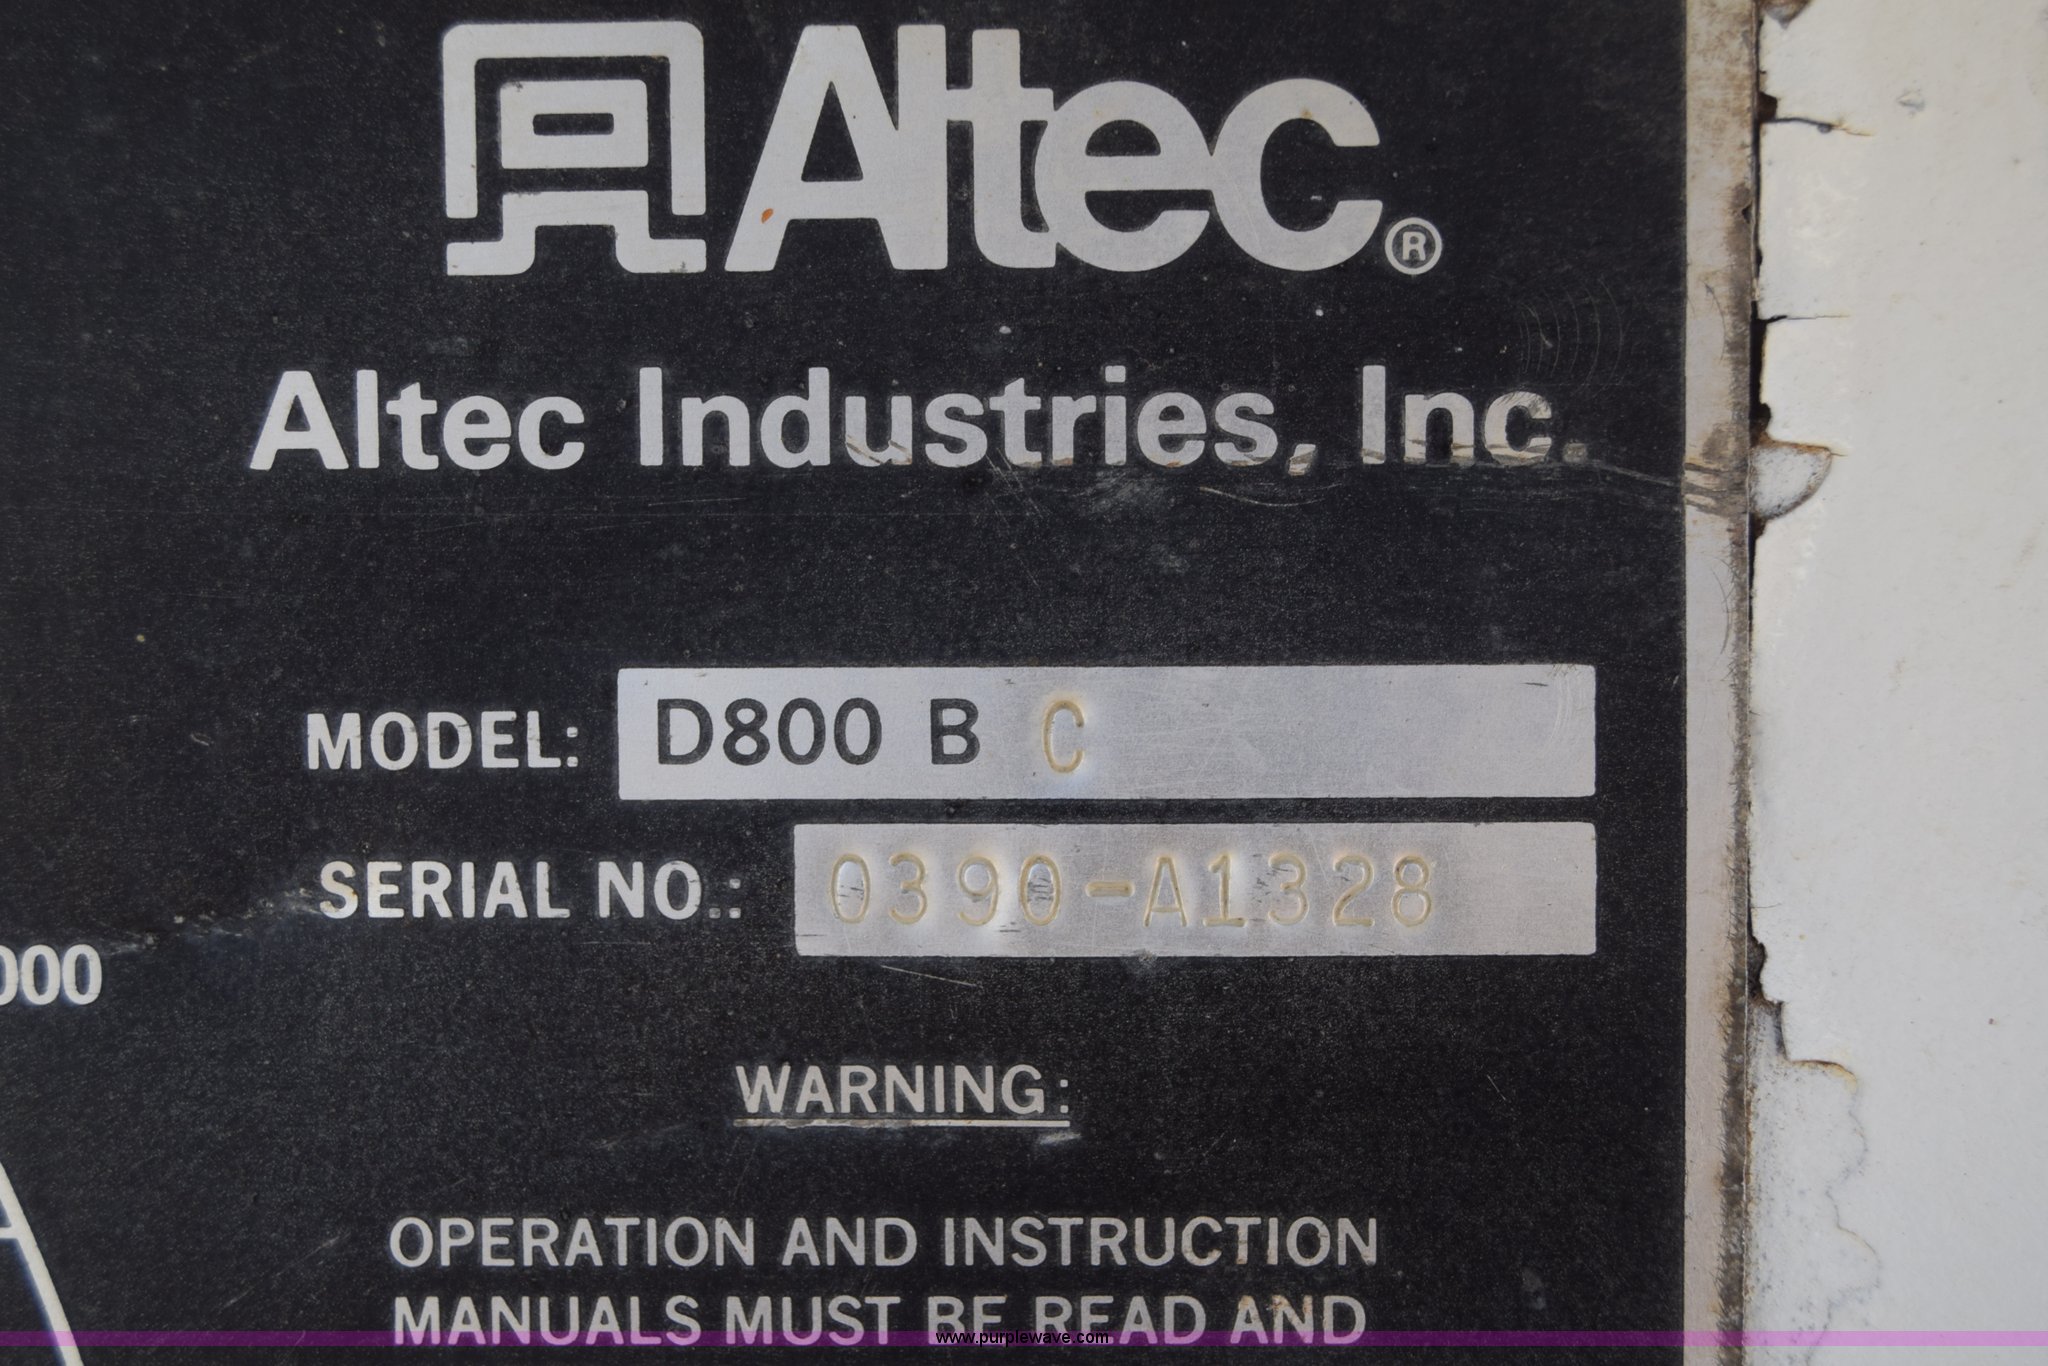 Altec®
Altec Industries, Inc.
MODEL: D800 B C
SERIAL NO.: 0390-A1328
000
WARNING:
OPERATION AND INSTRUCTION
MANUALS MUST BE READ AND
www.purplewave.com